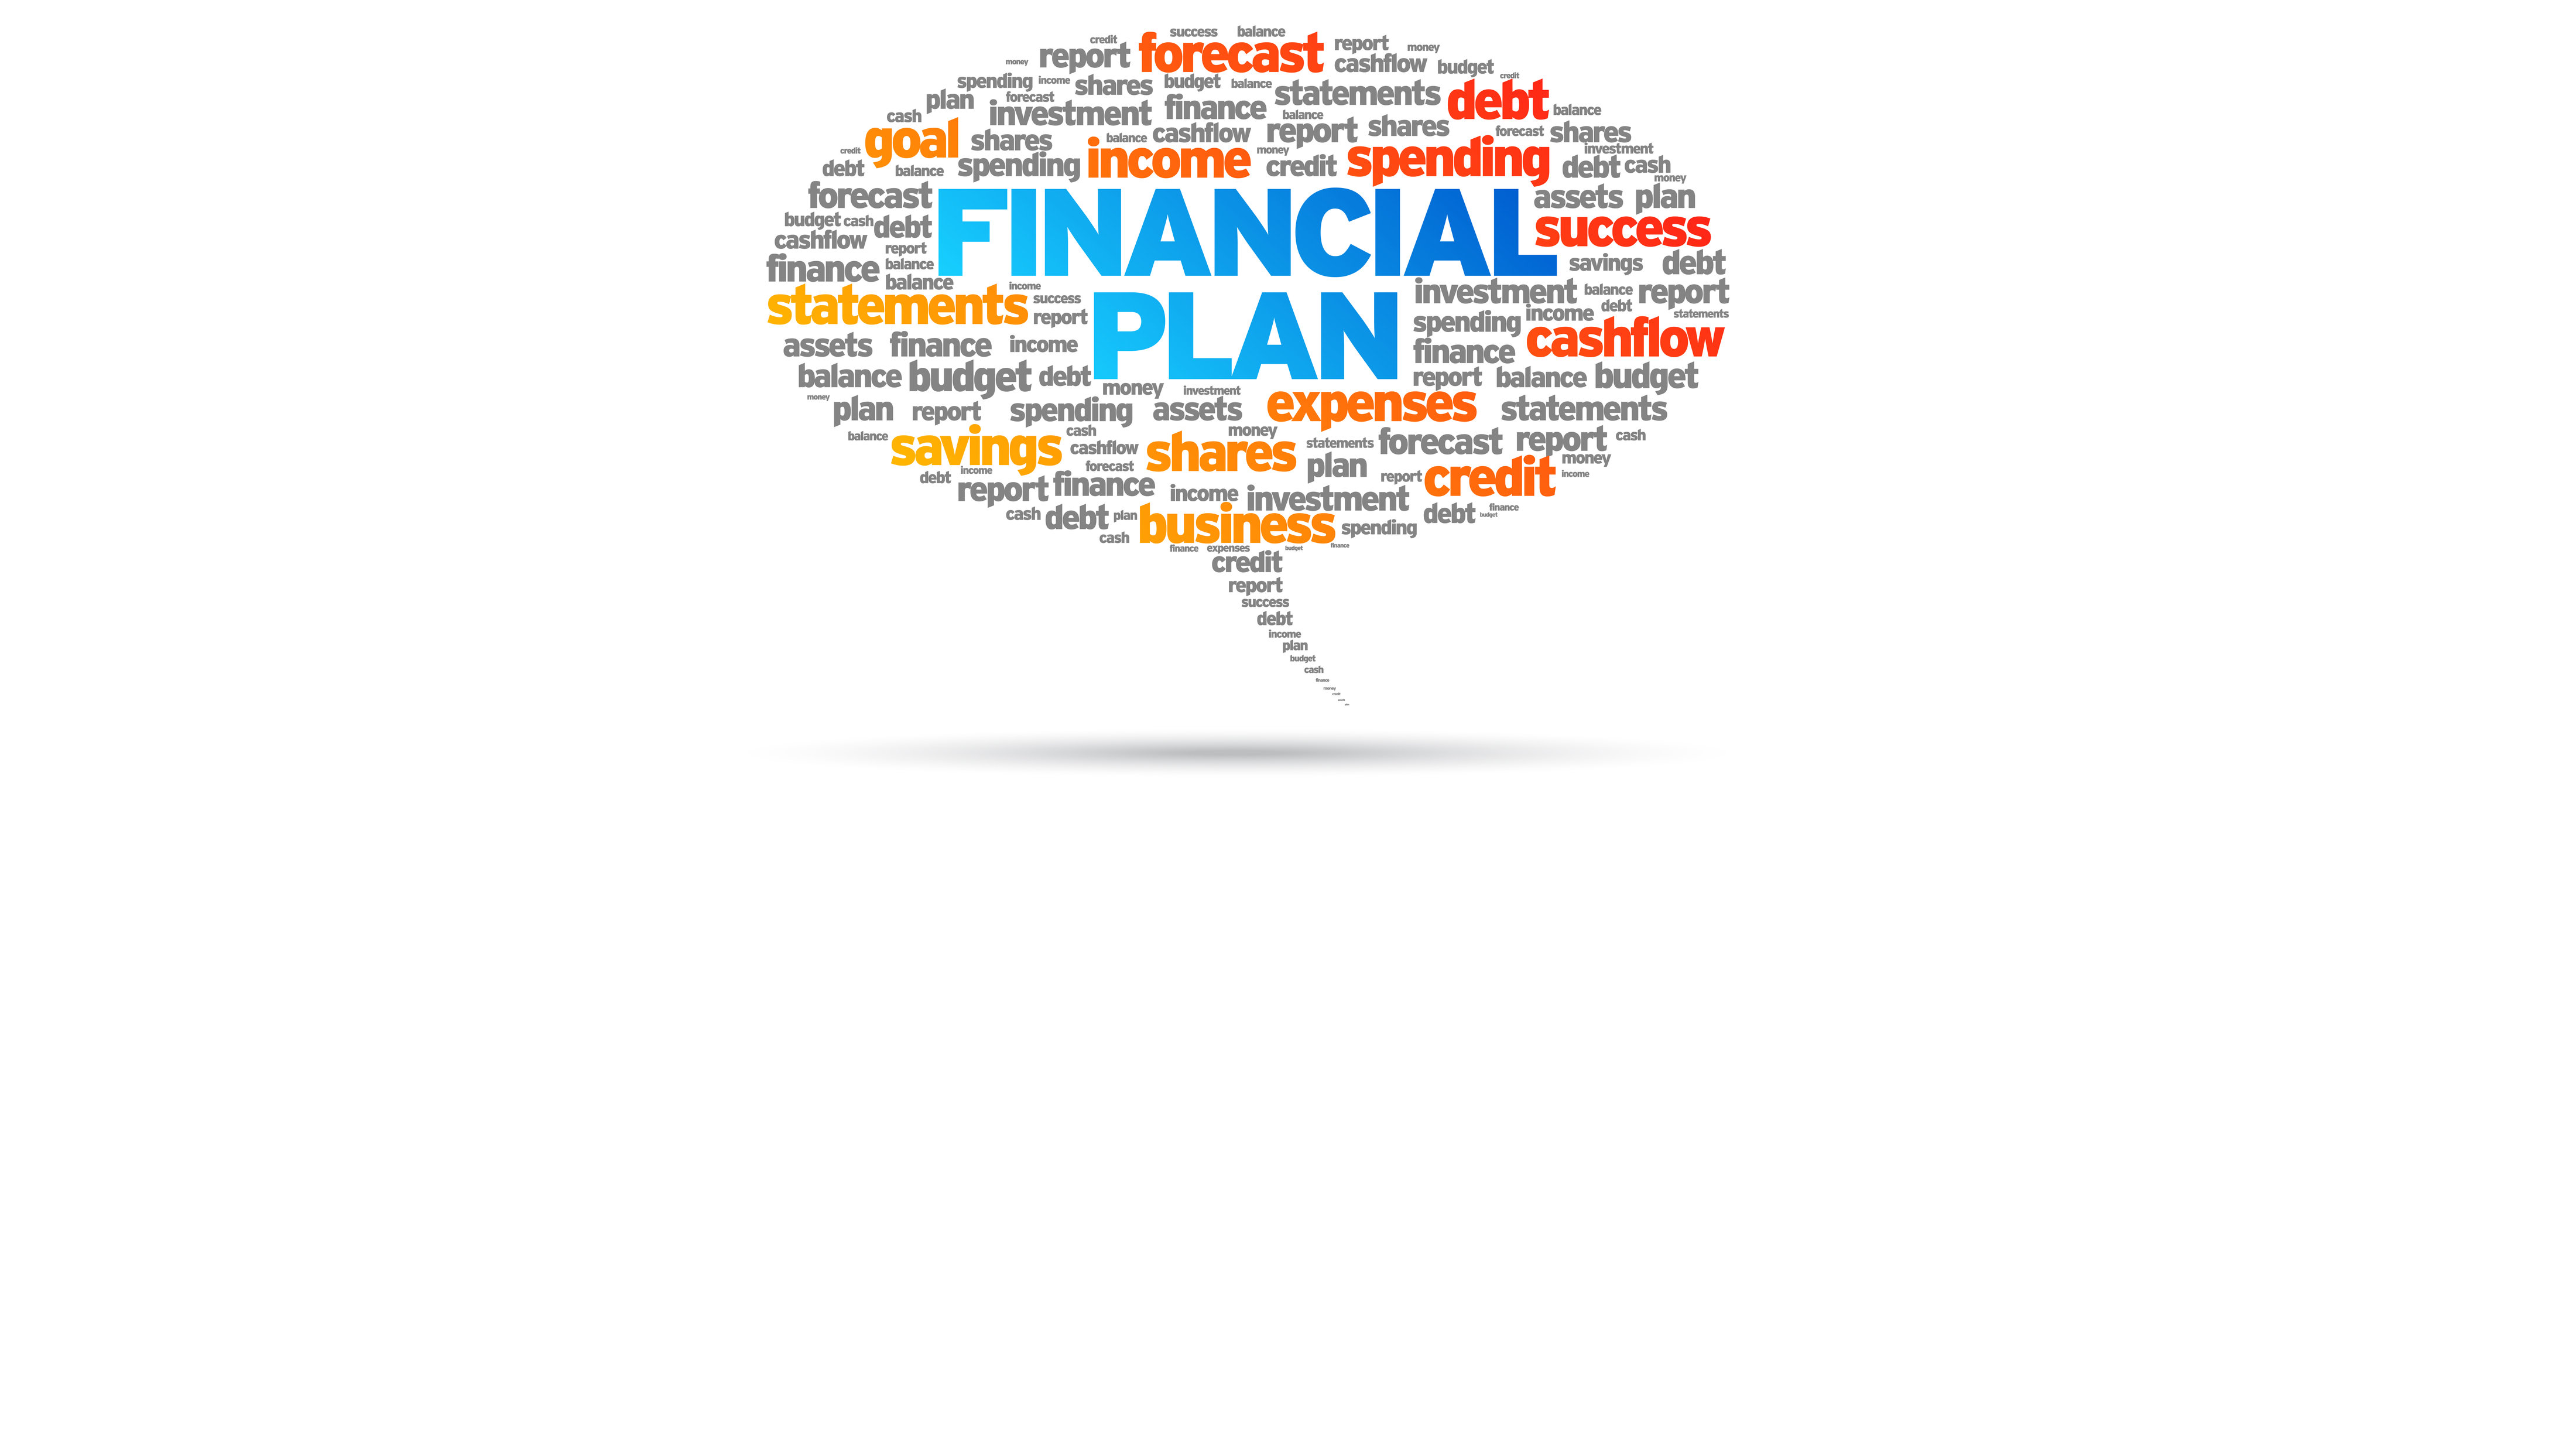 success balance
credit report forecast report money
money cashflow budget
spending income shares budget balance statements credit debt
plan forecast investment finance balance balance
cash goal shares balance cashflow report shares forecast shares
credit debt balance spending income money credit spending investment debt cash
forecast money assets plan
budget cash debt FINANCIAL success
cashflow report
finance balance savings debt
balance income investment balance report
statements success report PLAN spending income debt statements
cashflow
assets finance income finance
balance budget debt report balance budget
money money investment
plan report spending assets expenses statements
balance savings cash money forecast report cash
cashflow shares statements
debt income forecast plan report credit money income
report finance income investment
cash debt plan business spending debt budget finance
cash
finance expenses budget finance
credit
report
success
debt
income
plan
budget
cash
finance
money
credit